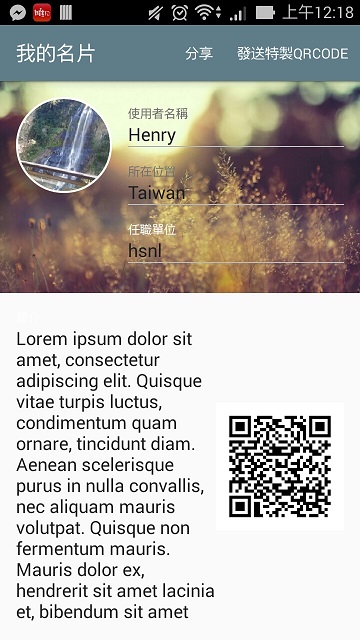 上午12:18
我的名片
分享
發送特製QRCODE
使用者名稱
Henry
所在位置
Taiwan
任職單位
hsnl
簡介
Lorem ipsum dolor sit
amet, consectetur
adipiscing elit. Quisque
vitae turpis luctus,
condimentum quam
ornare, tincidunt diam.
Aenean scelerisque
purus in nulla convallis,
nec aliquam mauris
volutpat. Quisque non
fermentum mauris.
Mauris dolor ex,
hendrerit sit amet lacinia
et, bibendum sit amet